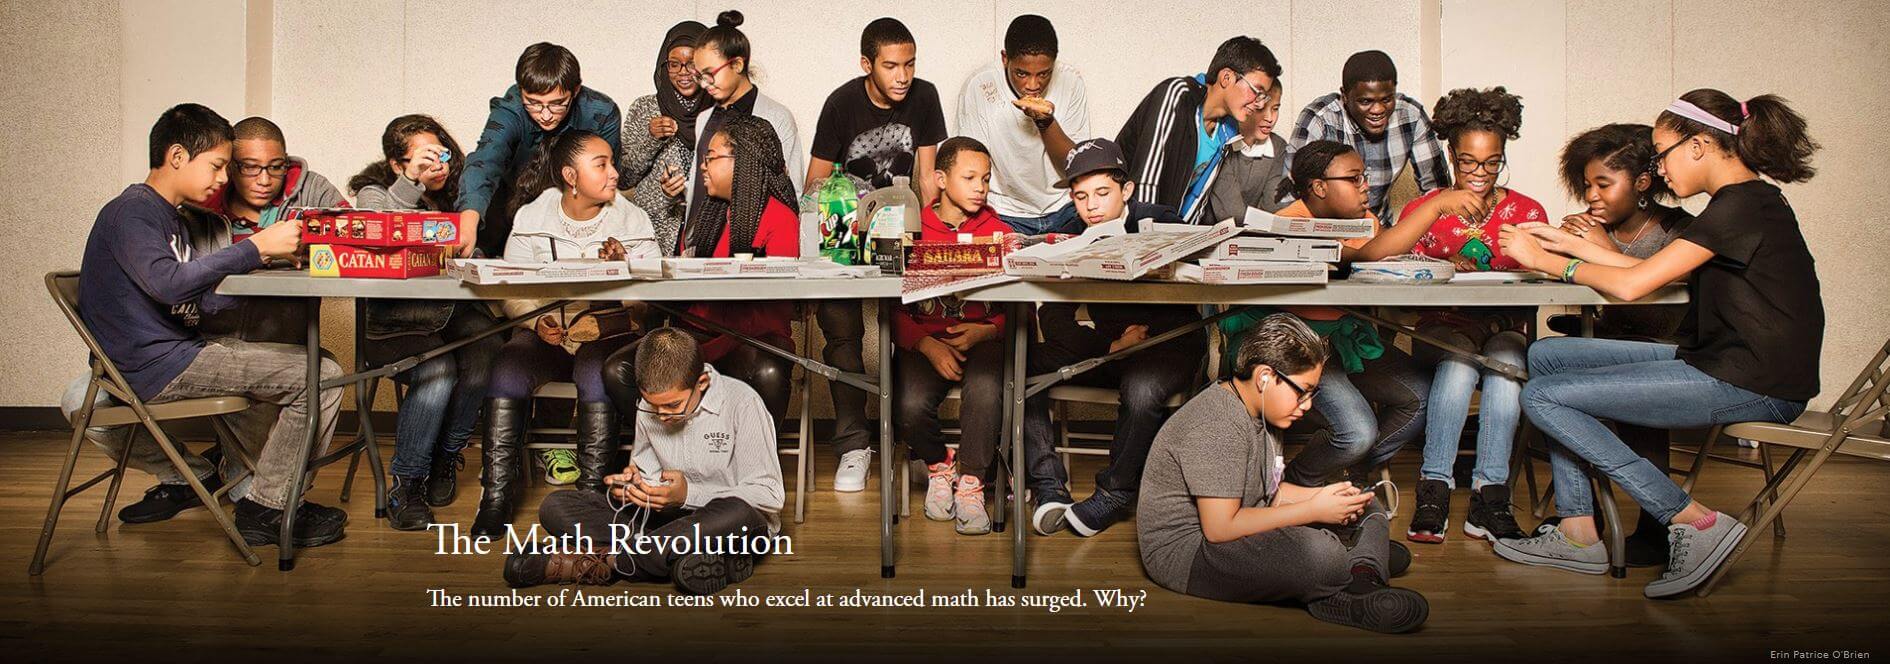 CATAN
CATAN
SAHARA
GUESS
The Math Revolution
The number of American teens who excel at advanced math has surged. Why?
Erin Patrice O'Brien